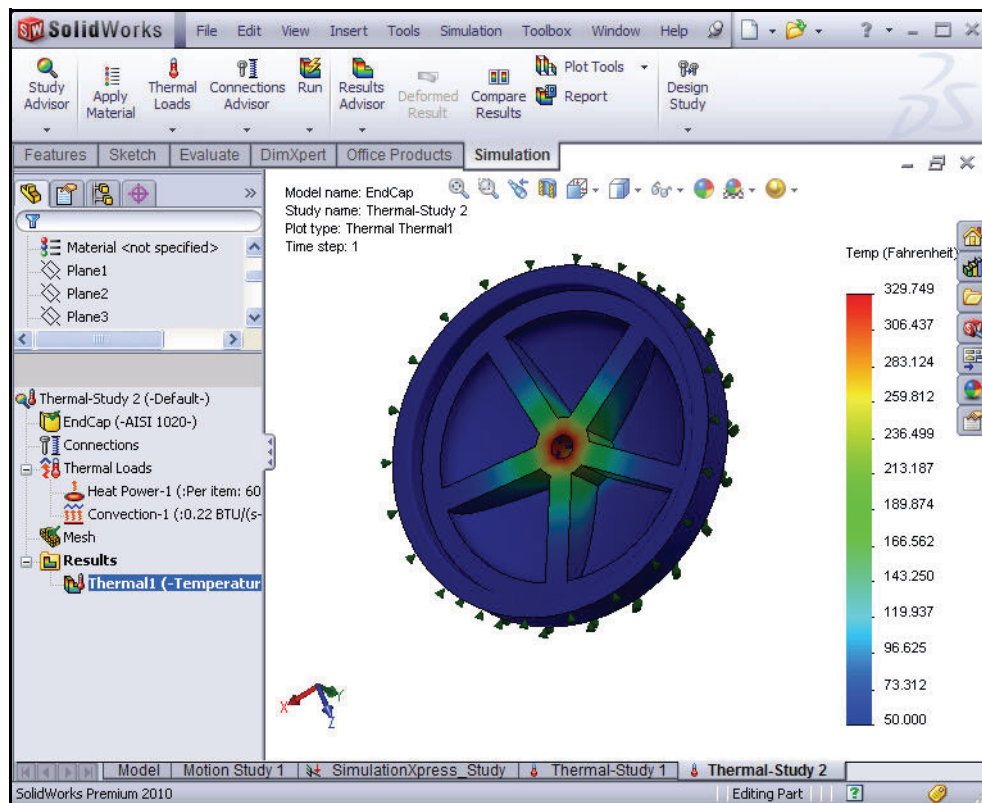 SolidWorks File Edit View Insert Tools Simulation Toolbox Window Help
Study Advisor
Apply Material
Thermal Loads
Connections Advisor
Run
Results Advisor
Deformed Result
Compare Results
Plot Tools
Report
Design Study
Features Sketch Evaluate DimXpert Office Products Simulation
Material <not specified>
Plane1
Plane2
Plane3
Thermal-Study 2 (-Default-)
EndCap (-AISI 1020-)
Connections
Thermal Loads
Heat Power-1 (:Per item: 60
Convection-1 (:0.22 BTU/(s-
Mesh
Results
Thermal1 (-Temperatur
Model name: EndCap
Study name: Thermal-Study 2
Plot type: Thermal Thermal1
Time step: 1
Temp (Fahrenheit)
329.749
306.437
283.124
259.812
236.499
213.187
189.874
166.562
143.250
119.937
96.625
73.312
50.000
X Y Z
Model Motion Study 1 SimulationXpress_Study Thermal-Study 1 Thermal-Study 2
SolidWorks Premium 2010 Editing Part